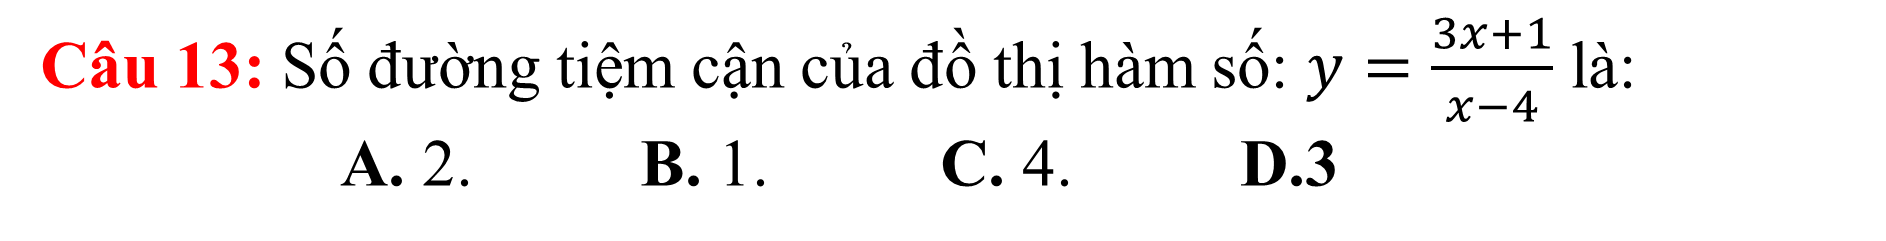 Câu 13: Số đường tiệm cận của đồ thị hàm số: y = \frac{3x+1}{x-4} là:
A. 2. B. 1. C. 4. D.3